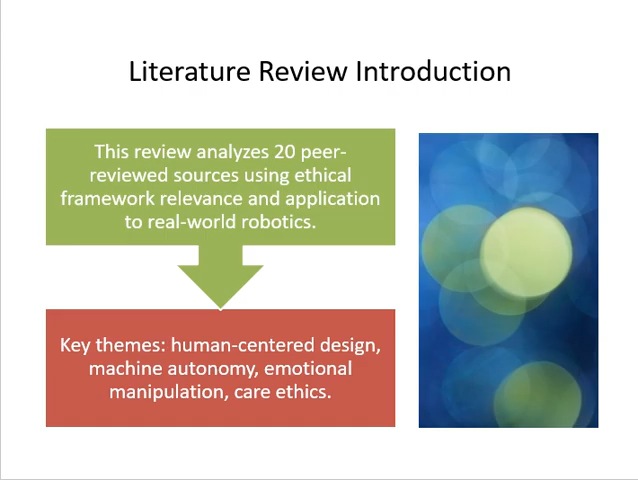 Literature Review Introduction
This review analyzes 20 peer-
reviewed sources using ethical
framework relevance and application
to real-world robotics.
Key themes: human-centered design,
machine autonomy, emotional
manipulation, care ethics.